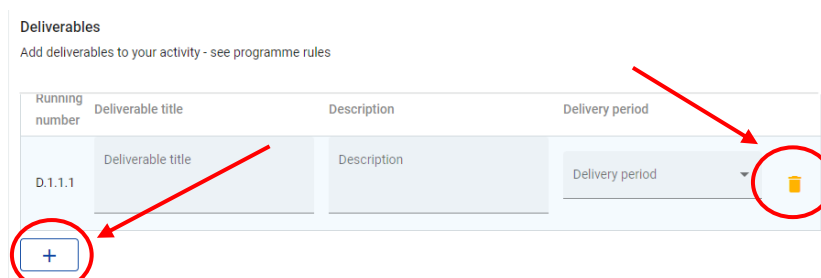 Deliverables
Add deliverables to your activity - see programme rules
Running number Deliverable title Description Delivery period
D.1.1.1 Deliverable title Description Delivery period
+